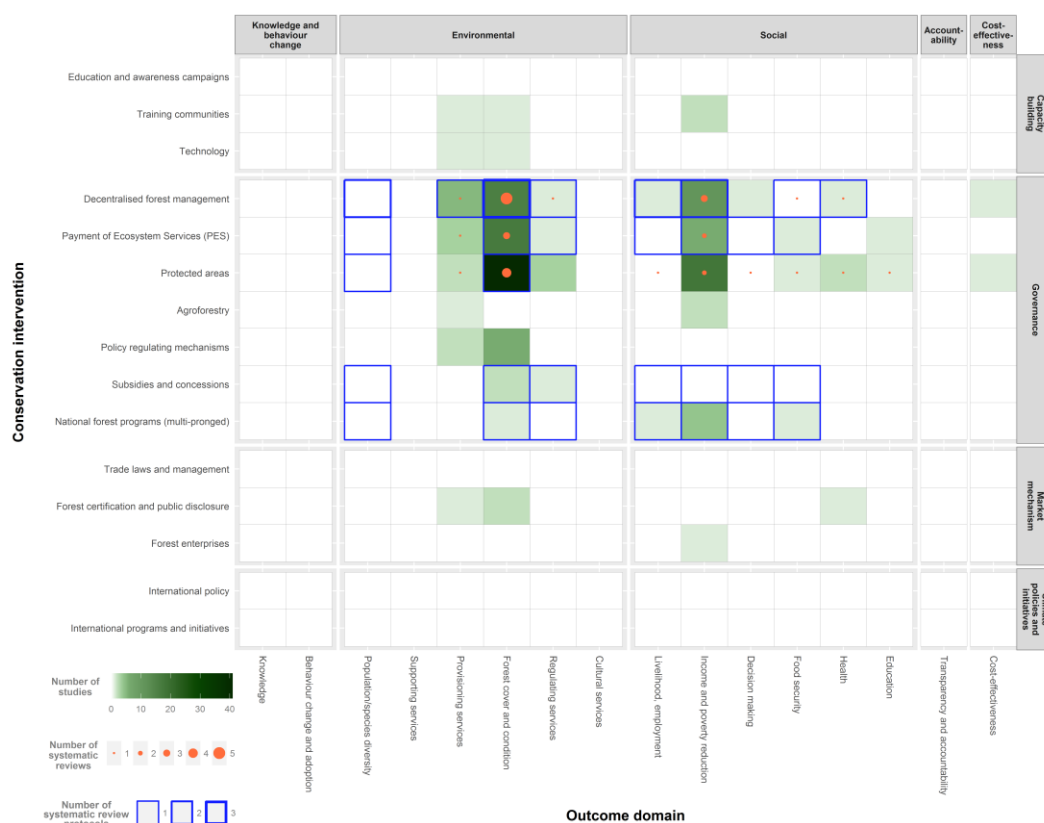 Knowledge and
behaviour
change
Environmental
Social
Account-
ability
Cost-
effective-
ness
Conservation intervention
Education and awareness campaigns
Training communities
Technology
Capacity
building
Decentralised forest management
Payment of Ecosystem Services (PES)
Protected areas
Agroforestry
Policy regulating mechanisms
Subsidies and concessions
National forest programs (multi-pronged)
Governance
Trade laws and management
Forest certification and public disclosure
Forest enterprises
Market
mechanism
International policy
International programs and initiatives
policies and
initiatives
Knowledge
Behaviour change and adoption
Population/species diversity
Supporting services
Provisioning services
Forest cover and condition
Regulating services
Cultural services
Livelihood, employment
Income and poverty reduction
Decision making
Food security
Health
Education
Transparency and accountability
Cost-effectiveness
Outcome domain
Number of
studies
0 10 20 30 40
Number of
systematic
reviews
1 2 3 4 5
Number of
systematic review
protocols
1 2 3